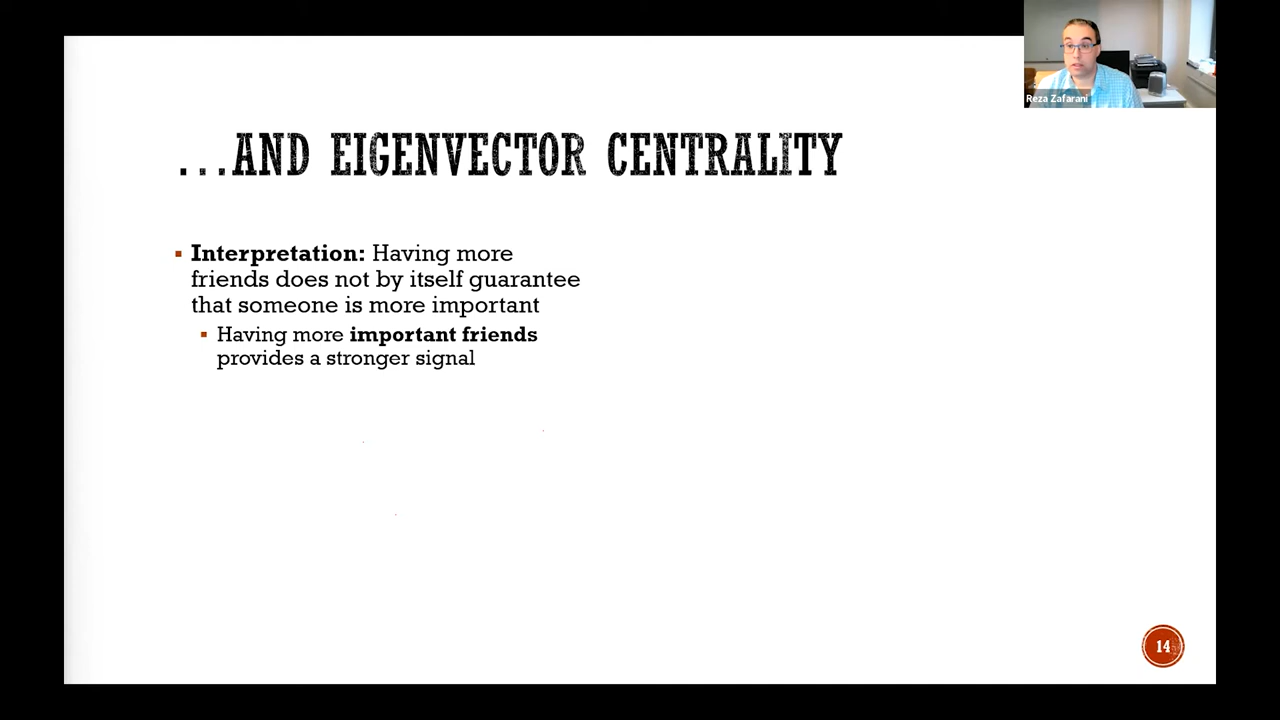 Reza Zafarani
...AND EIGENVECTOR CENTRALITY
Interpretation: Having more
friends does not by itself guarantee
that someone is more important
Having more important friends
provides a stronger signal
14